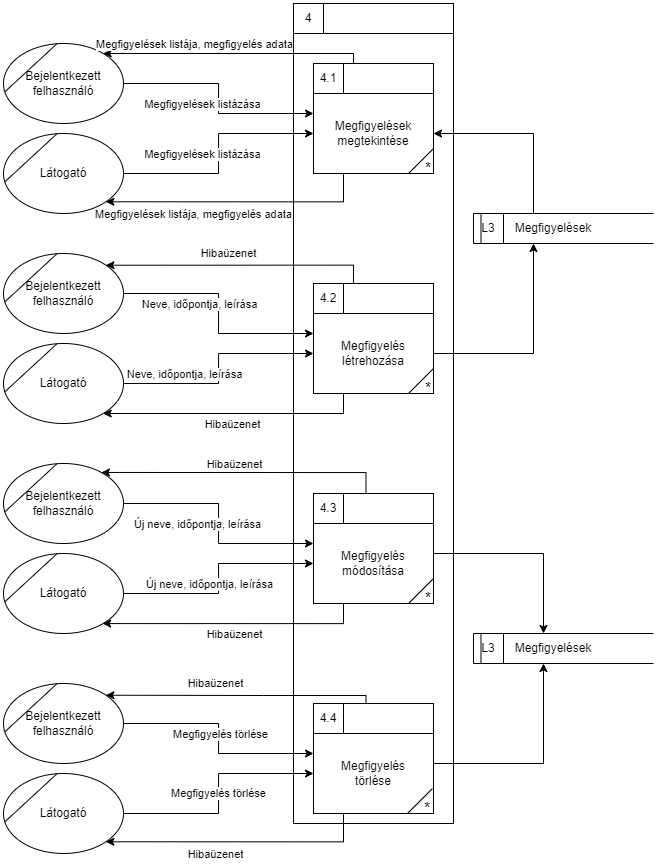 4
Megfigyelések listája, megfigyelés adata
Bejelentkezett
felhasználó
4.1
Megfigyelések listázása
Megfigyelések
megtekintése
*
Megfigyelések listázása
Látogató
Megfigyelések listája, megfigyelés adata
L3
Megfigyelések
Hibaüzenet
Bejelentkezett
felhasználó
4.2
Neve, időpontja, leírása
Megfigyelés
létrehozása
*
Neve, időpontja, leírása
Látogató
Hibaüzenet
Hibaüzenet
Bejelentkezett
felhasználó
4.3
Új neve, időpontja, leírása
Megfigyelés
módosítása
*
Új neve, időpontja, leírása
Látogató
Hibaüzenet
L3
Megfigyelések
Hibaüzenet
Bejelentkezett
felhasználó
4.4
Megfigyelés törlése
Megfigyelés
törlése
*
Megfigyelés törlése
Látogató
Hibaüzenet